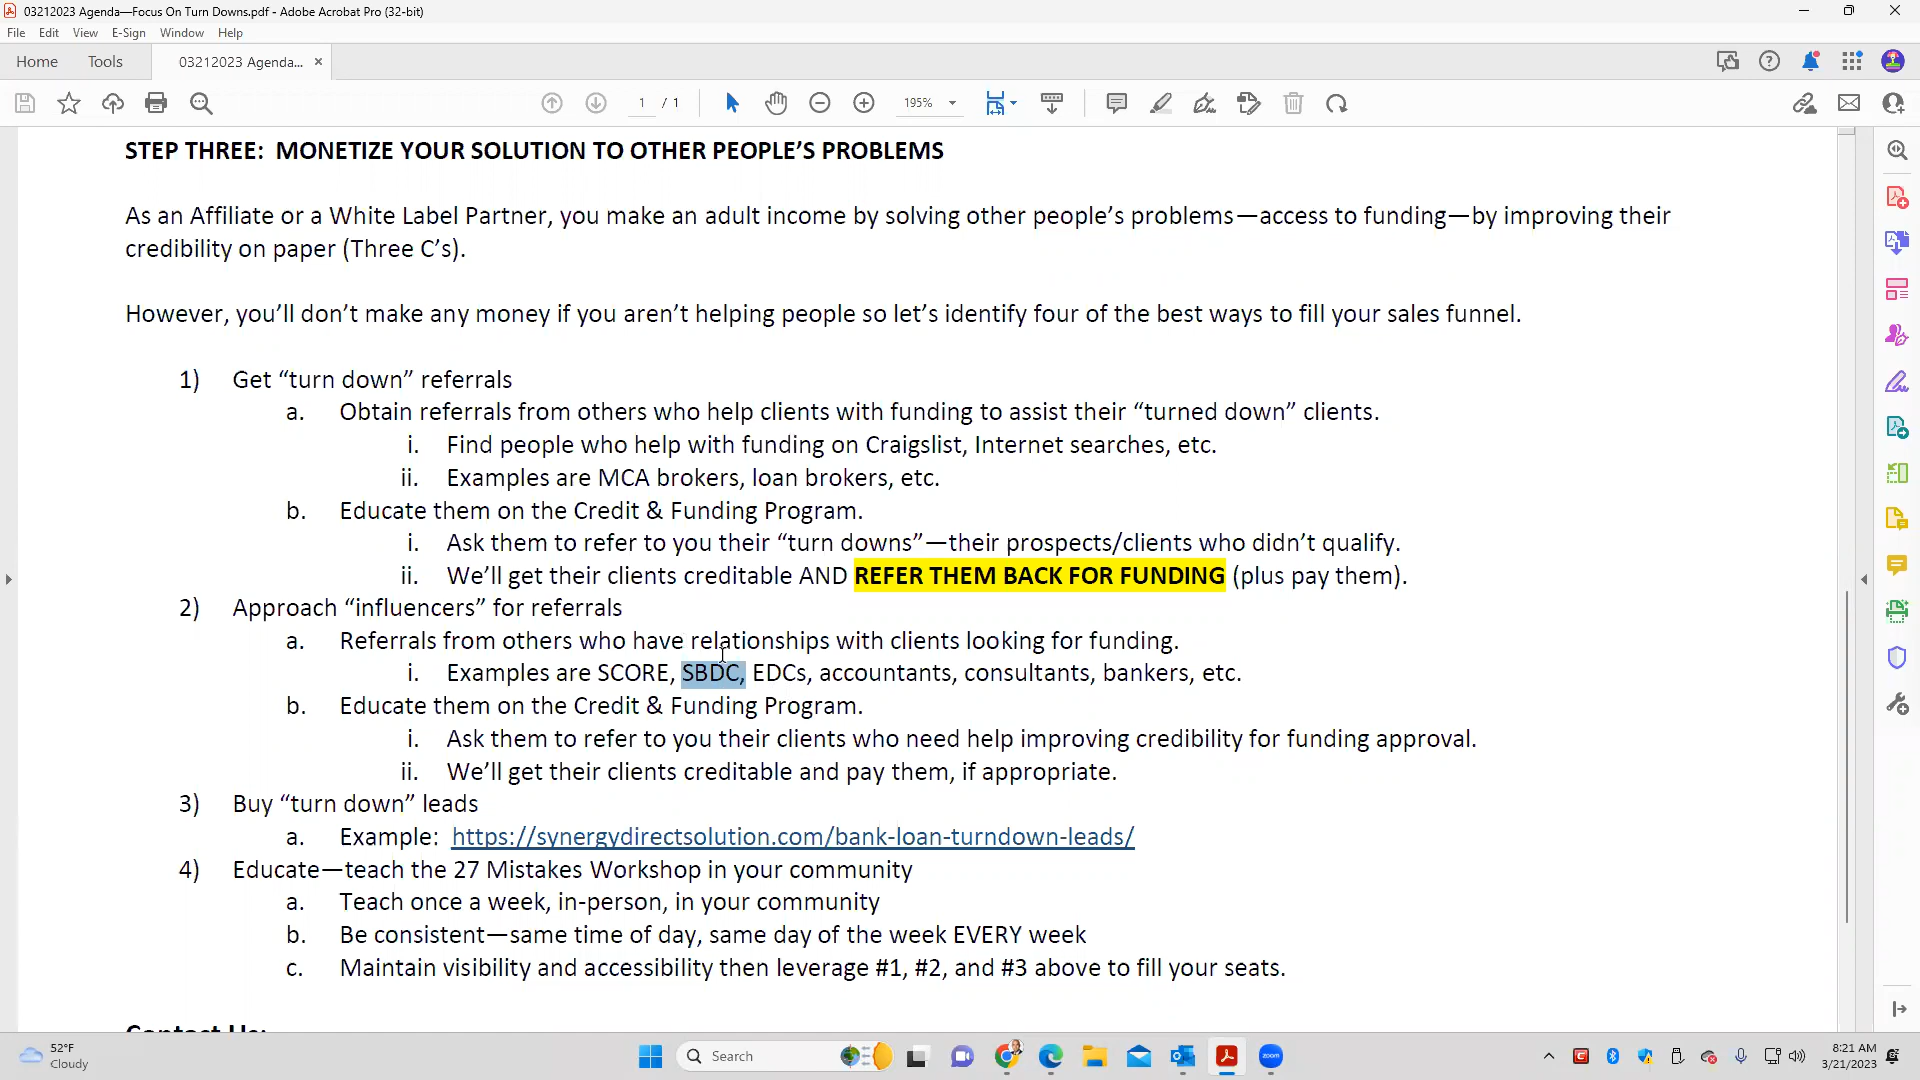 03212023 Agenda—Focus On Turn Downs.pdf - Adobe Acrobat Pro (32-bit)
File Edit View E-Sign Window Help
Home Tools 03212023 Agenda... ×
1 / 1 195%
STEP THREE: MONETIZE YOUR SOLUTION TO OTHER PEOPLE’S PROBLEMS
As an Affiliate or a White Label Partner, you make an adult income by solving other people’s problems—access to funding—by improving their
credibility on paper (Three C’s).
However, you’ll don’t make any money if you aren’t helping people so let’s identify four of the best ways to fill your sales funnel.
1) Get “turn down” referrals
a. Obtain referrals from others who help clients with funding to assist their “turned down” clients.
i. Find people who help with funding on Craigslist, Internet searches, etc.
ii. Examples are MCA brokers, loan brokers, etc.
b. Educate them on the Credit & Funding Program.
i. Ask them to refer to you their “turn downs”—their prospects/clients who didn’t qualify.
ii. We’ll get their clients creditable AND REFER THEM BACK FOR FUNDING (plus pay them).
2) Approach “influencers” for referrals
a. Referrals from others who have relationships with clients looking for funding.
i. Examples are SCORE, SBDC, EDCs, accountants, consultants, bankers, etc.
b. Educate them on the Credit & Funding Program.
i. Ask them to refer to you their clients who need help improving credibility for funding approval.
ii. We’ll get their clients creditable and pay them, if appropriate.
3) Buy “turn down” leads
a. Example: https://synergydirectsolution.com/bank-loan-turndown-leads/
4) Educate—teach the 27 Mistakes Workshop in your community
a. Teach once a week, in-person, in your community
b. Be consistent—same time of day, same day of the week EVERY week
c. Maintain visibility and accessibility then leverage #1, #2, and #3 above to fill your seats.
Contact Us:
52°F
Cloudy
Search
zoom
8:21 AM
3/21/2023